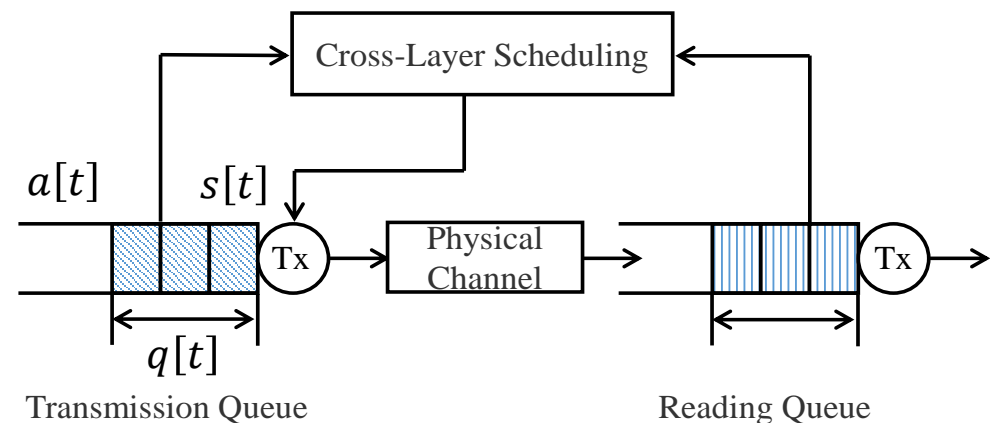 Cross-Layer Scheduling
a[t]
s[t]
Tx
Physical
Channel
Tx
q[t]
Transmission Queue
Reading Queue